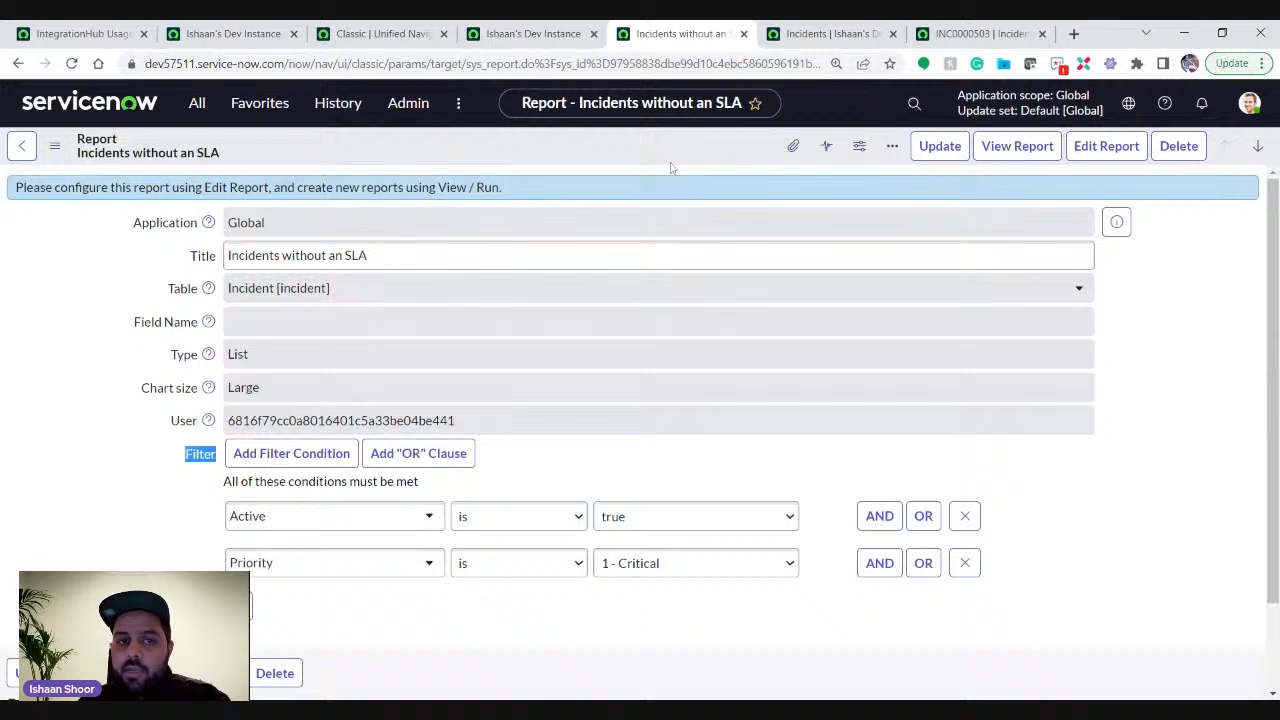 IntegrationHub Usag
Ishaan's Dev Instance
Classic | Unified Navig
Ishaan's Dev Instance
Incidents without an S
Incidents | Ishaan's D
INC0000503 | Inciden
dev57511.service-now.com/now/nav/ui/classic/params/target/sys_report.do%3Fsys_id%3D97958838dbe99d10c4ebc5860596191b...
1
Update
servicenow
All
Favorites
History
Admin
Report - Incidents without an SLA
Application scope: Global
Update set: Default [Global]
Report
Incidents without an SLA
Update
View Report
Edit Report
Delete
Please configure this report using Edit Report, and create new reports using View / Run.
Application
Global
Title
Incidents without an SLA
Table
Incident [incident]
Field Name
Type
List
Chart size
Large
User
6816f79cc0a8016401c5a33be04be441
Filter
Add Filter Condition
Add "OR" Clause
All of these conditions must be met
Active
is
true
AND
OR
Priority
is
1 - Critical
AND
OR
Delete
Ishaan Shoor